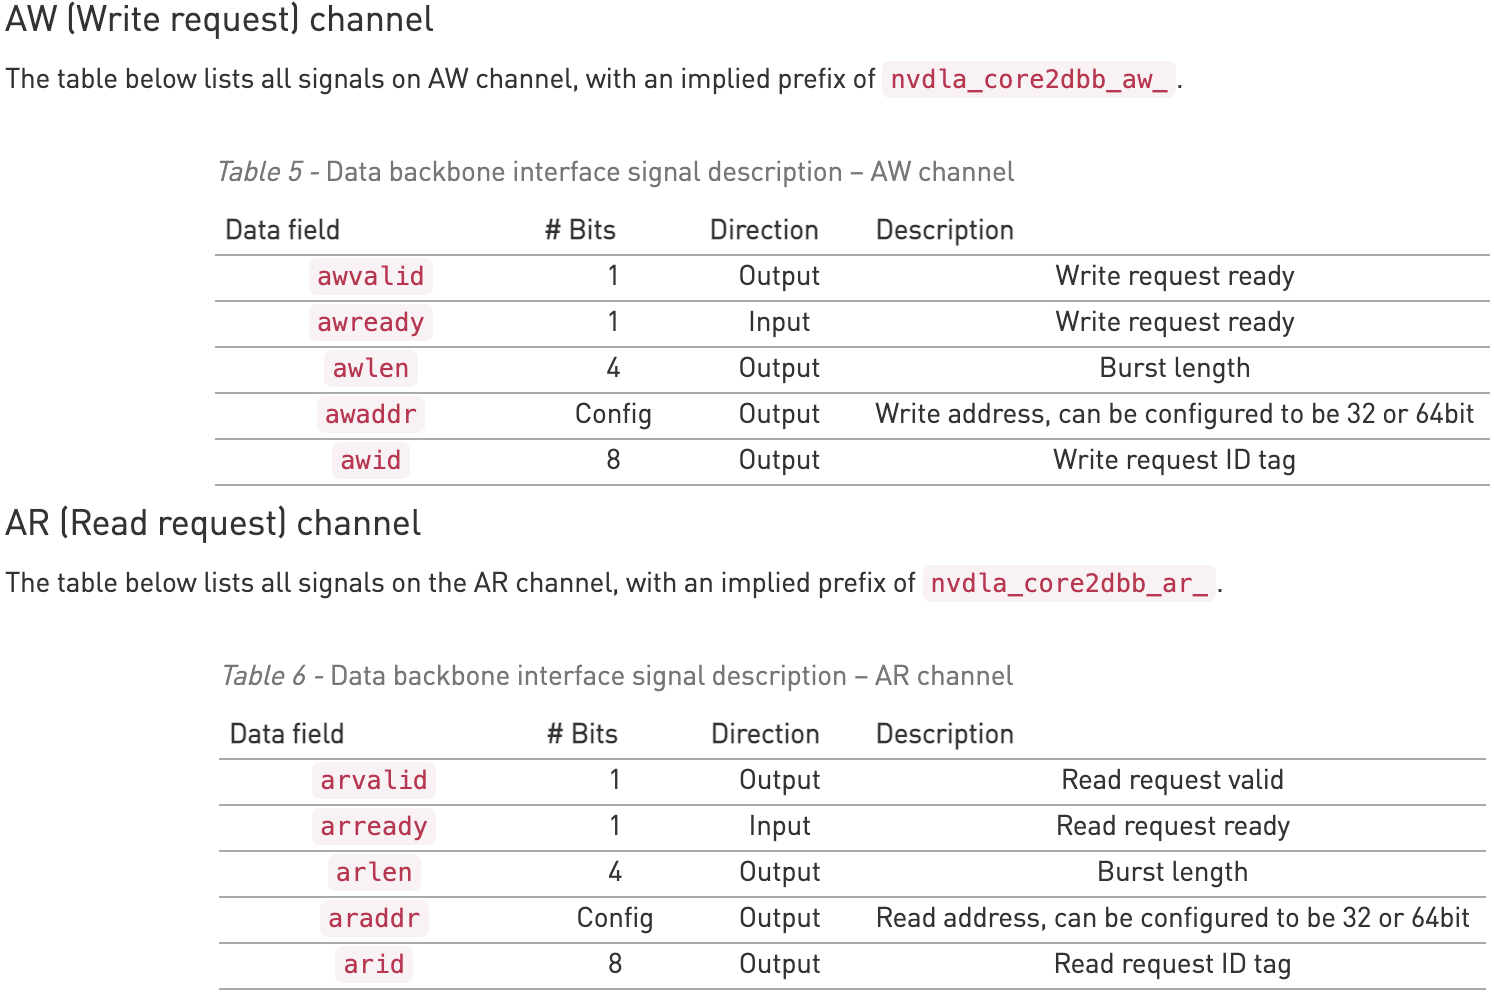 AW (Write request) channel
The table below lists all signals on AW channel, with an implied prefix of nvdla_core2dbb_aw_ .
Table 5 - Data backbone interface signal description – AW channel
Data field # Bits Direction Description
awvalid 1 Output Write request ready
awready 1 Input Write request ready
awlen 4 Output Burst length
awaddr Config Output Write address, can be configured to be 32 or 64bit
awid 8 Output Write request ID tag
AR (Read request) channel
The table below lists all signals on the AR channel, with an implied prefix of nvdla_core2dbb_ar_ .
Table 6 - Data backbone interface signal description – AR channel
Data field # Bits Direction Description
arvalid 1 Output Read request valid
arready 1 Input Read request ready
arlen 4 Output Burst length
araddr Config Output Read address, can be configured to be 32 or 64bit
arid 8 Output Read request ID tag